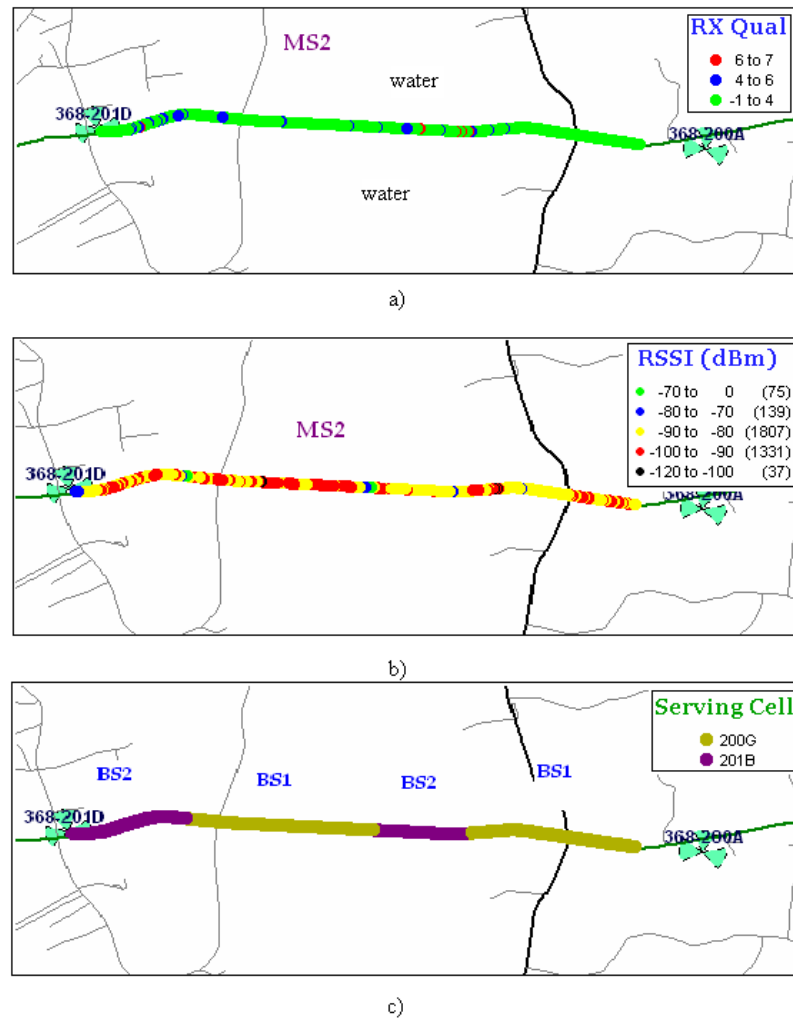 RX Qual
6 to 7
4 to 6
-1 to 4
MS2
water
368-201D
368-200A
water
a)
RSSI (dBm)
-70 to 0 (75)
-80 to -70 (139)
-90 to -80 (1807)
-100 to -90 (1331)
-120 to -100 (37)
MS2
368-201D
368-200A
b)
Serving Cell
200G
201B
BS2
BS1
BS2
BS1
368-201D
368-200A
c)